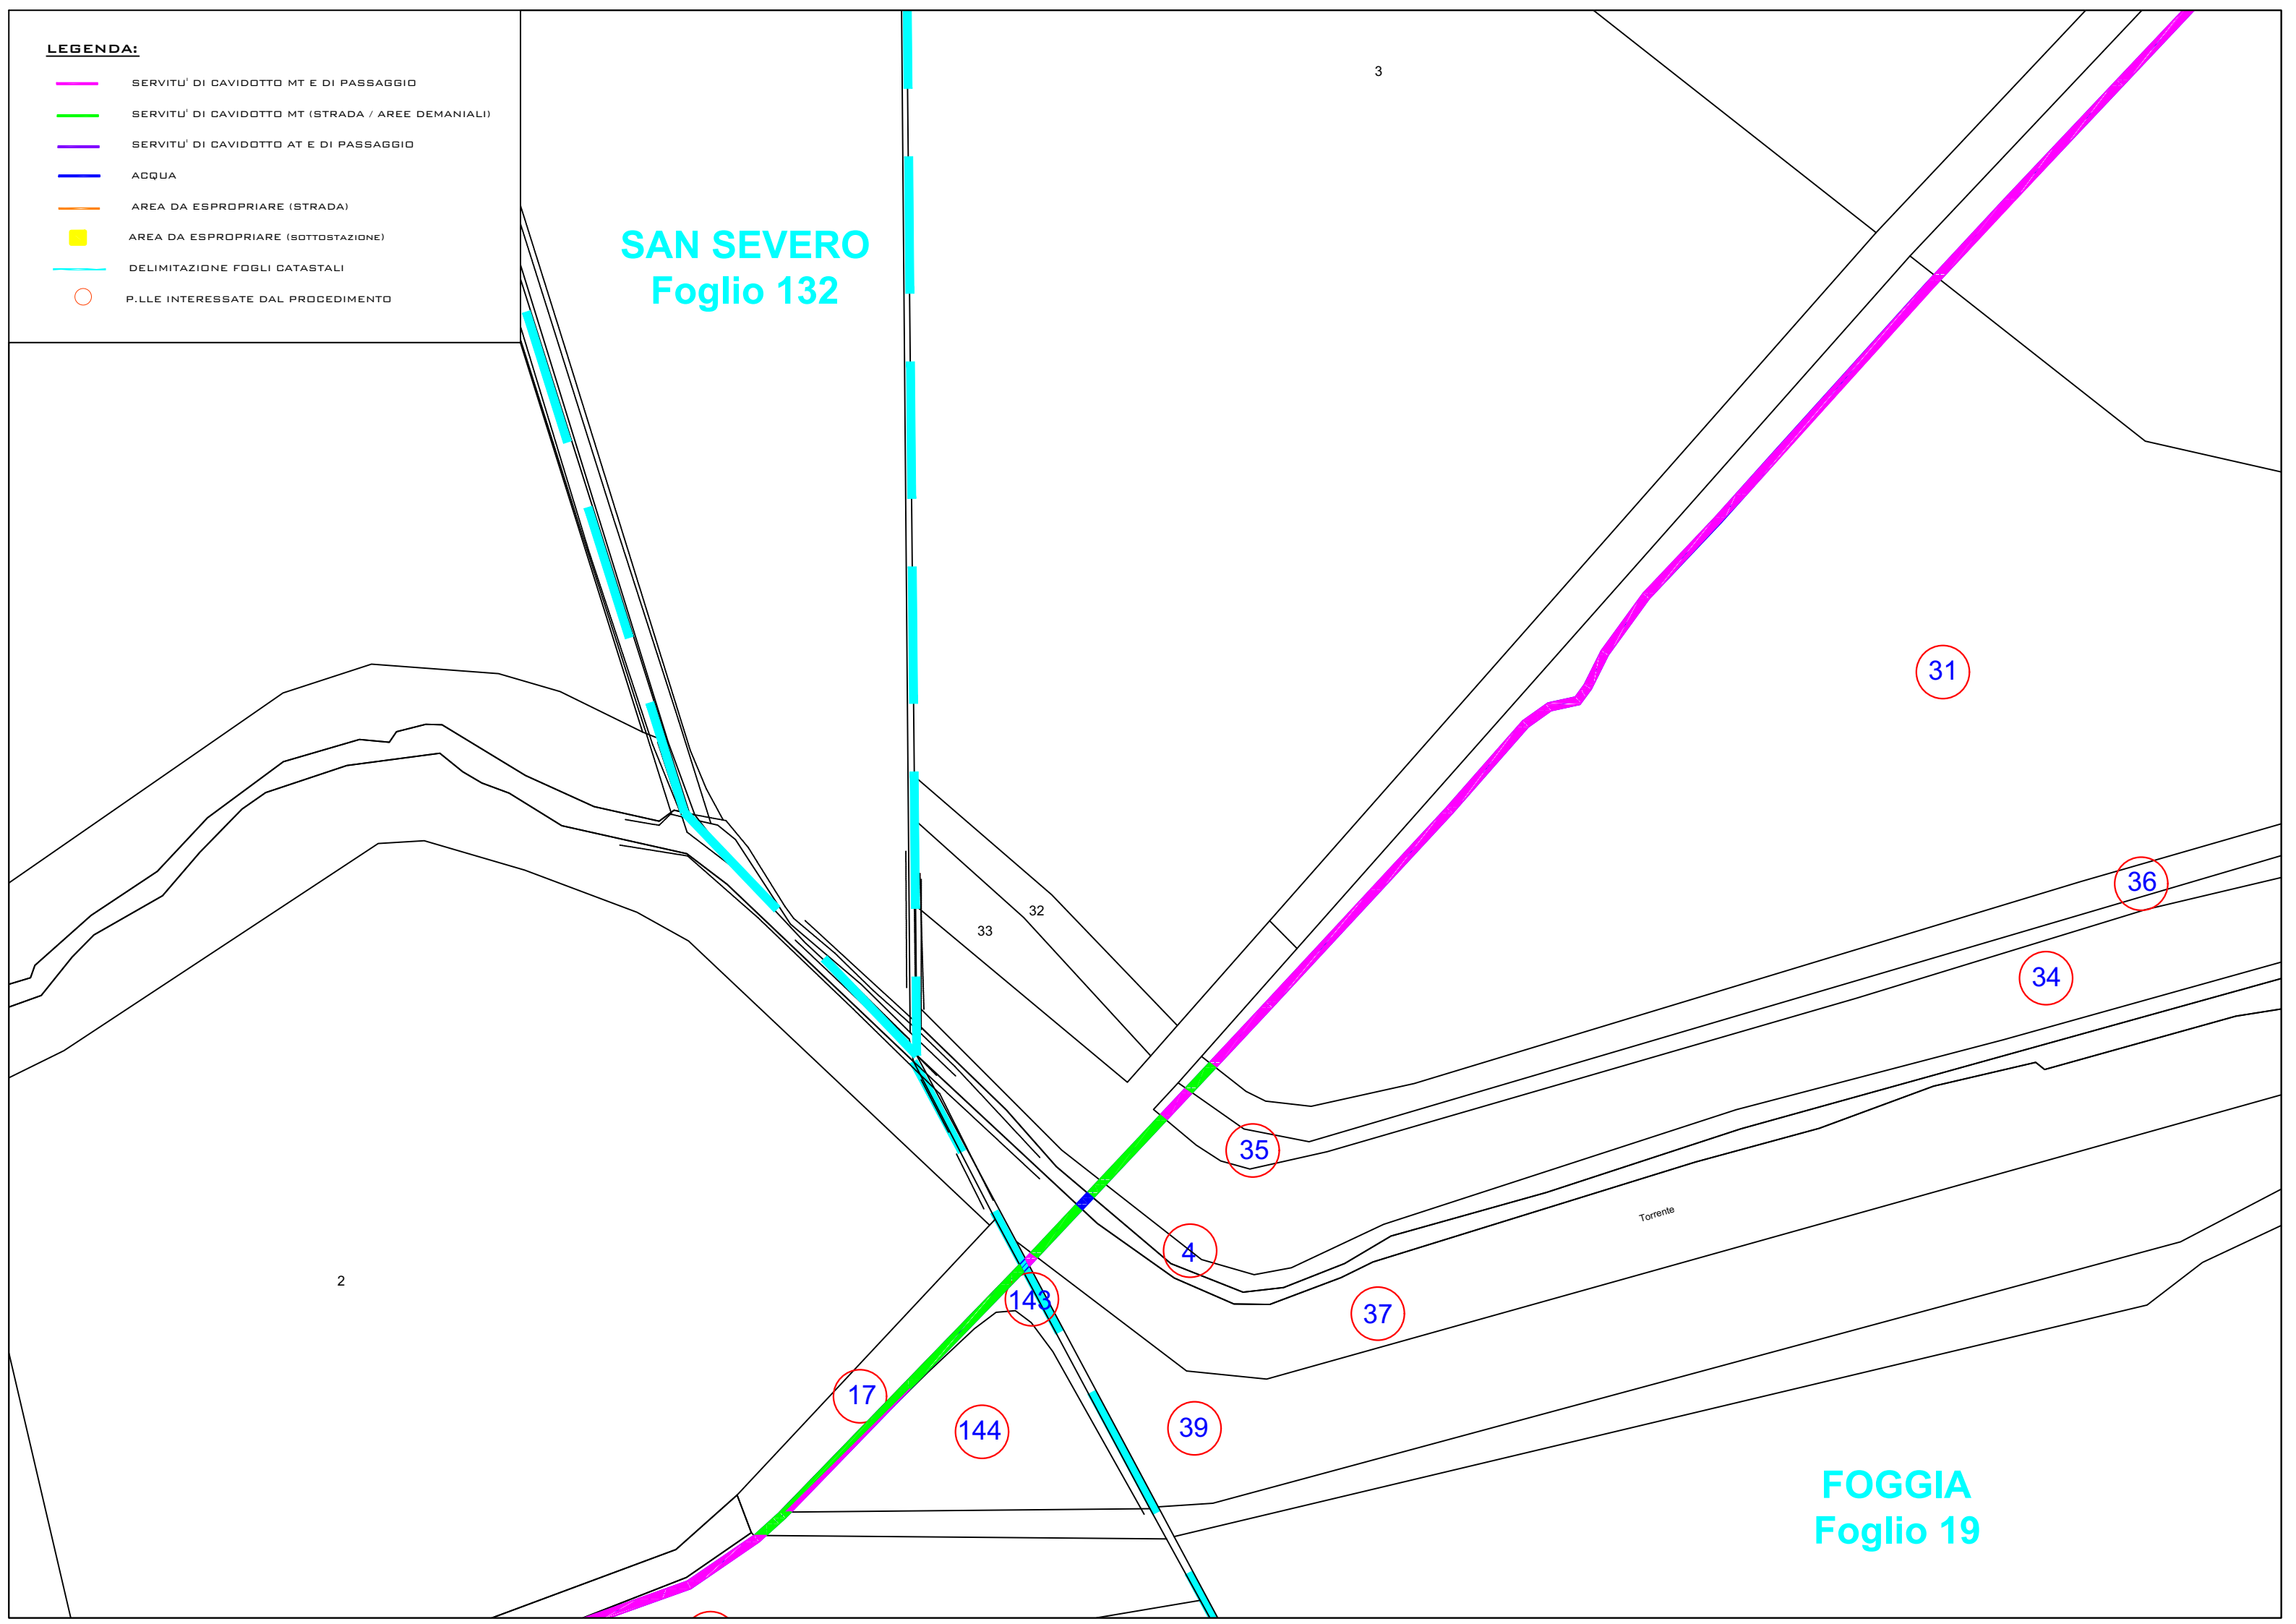 LEGENDA:
SERVITU' DI CAVIDOTTO MT E DI PASSAGGIO
SERVITU' DI CAVIDOTTO MT (STRADA / AREE DEMANIALI)
SERVITU' DI CAVIDOTTO AT E DI PASSAGGIO
ACQUA
AREA DA ESPROPRIARE (STRADA)
AREA DA ESPROPRIARE (SOTTOSTAZIONE)
DELIMITAZIONE FOGLI CATASTALI
P.LLE INTERESSATE DAL PROCEDIMENTO
3
SAN SEVERO
Foglio 132
31
36
32
33
34
35
Torrente
4
2
143
37
17
144
39
FOGGIA
Foglio 19